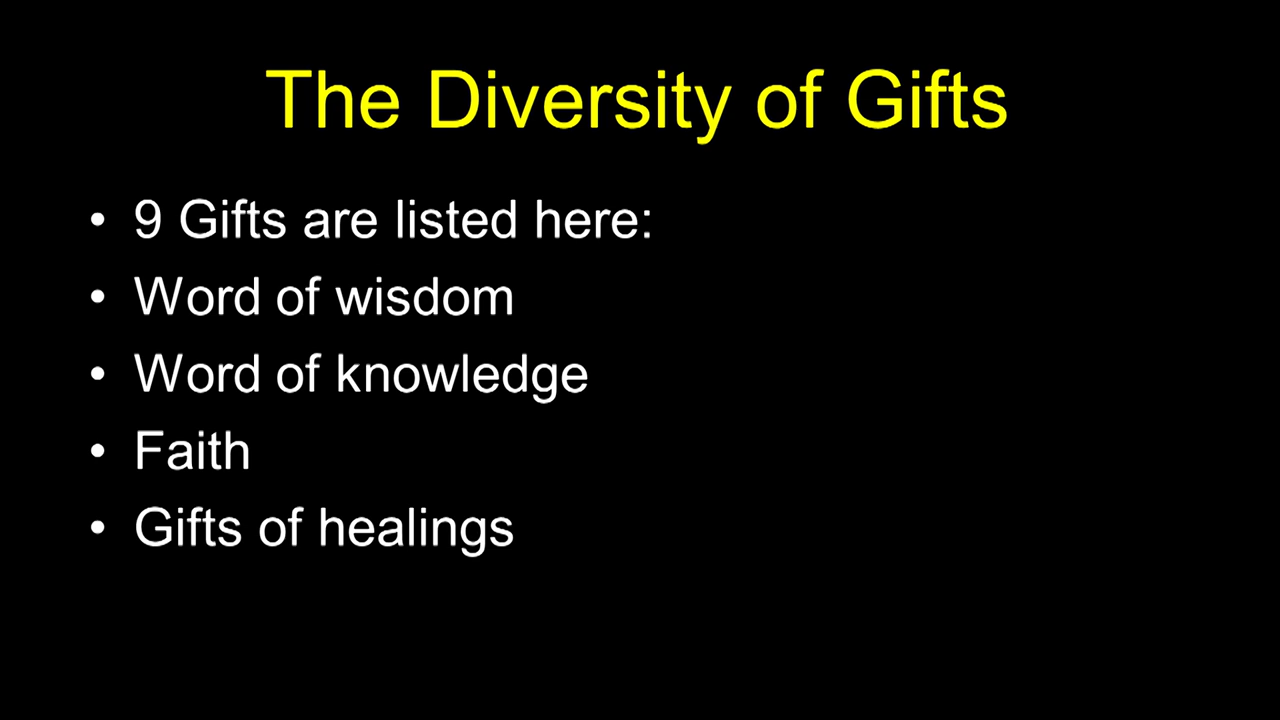 The Diversity of Gifts
• 9 Gifts are listed here:
• Word of wisdom
• Word of knowledge
• Faith
• Gifts of healings